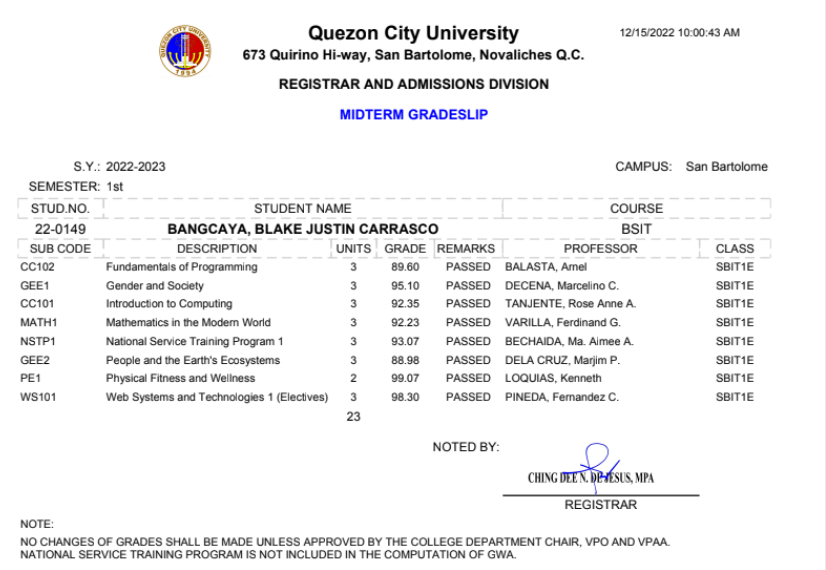 Quezon City University
12/15/2022 10:00:43 AM
673 Quirino Hi-way, San Bartolome, Novaliches Q.C.
REGISTRAR AND ADMISSIONS DIVISION
MIDTERM GRADESLIP
QUEZON CITY UNIVERSITY
1994
S.Y.: 2022-2023 CAMPUS: San Bartolome
SEMESTER: 1st
STUD.NO. STUDENT NAME COURSE
22-0149 BANGCAYA, BLAKE JUSTIN CARRASCO BSIT
SUB CODE DESCRIPTION UNITS GRADE REMARKS PROFESSOR CLASS
CC102 Fundamentals of Programming 3 89.60 PASSED BALASTA, Arnel SBIT1E
GEE1 Gender and Society 3 95.10 PASSED DECENA, Marcelino C. SBIT1E
CC101 Introduction to Computing 3 92.35 PASSED TANJENTE, Rose Anne A. SBIT1E
MATH1 Mathematics in the Modern World 3 92.23 PASSED VARILLA, Ferdinand G. SBIT1E
NSTP1 National Service Training Program 1 3 93.07 PASSED BECHAIDA, Ma. Aimee A. SBIT1E
GEE2 People and the Earth's Ecosystems 3 88.98 PASSED DELA CRUZ, Marjim P. SBIT1E
PE1 Physical Fitness and Wellness 2 99.07 PASSED LOQUIAS, Kenneth SBIT1E
WS101 Web Systems and Technologies 1 (Electives) 3 98.30 PASSED PINEDA, Fernandez C. SBIT1E
23
NOTED BY:
CHING DEE N. DE JESUS, MPA
REGISTRAR
NOTE:
NO CHANGES OF GRADES SHALL BE MADE UNLESS APPROVED BY THE COLLEGE DEPARTMENT CHAIR, VPO AND VPAA.
NATIONAL SERVICE TRAINING PROGRAM IS NOT INCLUDED IN THE COMPUTATION OF GWA.